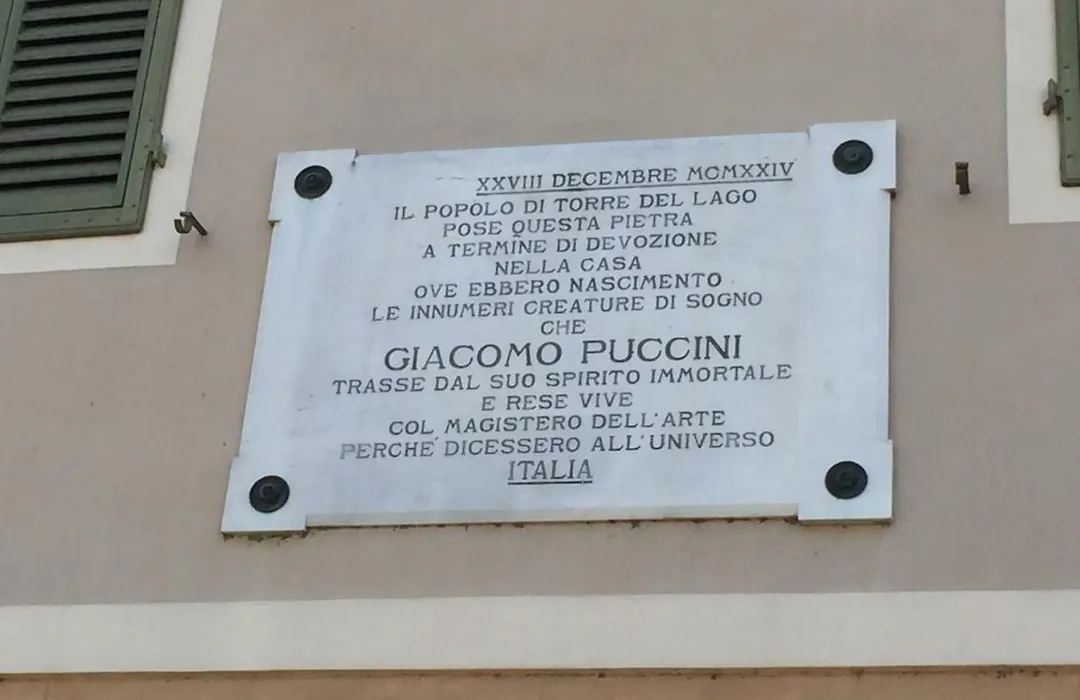 XXVIII DECEMBRE MCMXXIV
IL POPOLO DI TORRE DEL LAGO
POSE QUESTA PIETRA
A TERMINE DI DEVOZIONE
NELLA CASA
OVE EBBERO NASCIMENTO
LE INNUMERI CREATURE DI SOGNO
CHE
GIACOMO PUCCINI
TRASSE DAL SUO SPIRITO IMMORTALE
E RESE VIVE
COL MAGISTERO DELL'ARTE
PERCHE' DICESSERO ALL'UNIVERSO
ITALIA